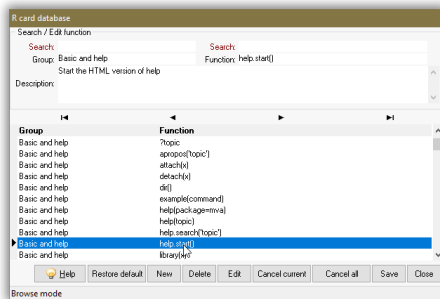 R card database
Search / Edit function
Search: Search:
Group: Basic and help Function: help.start()
Description: Start the HTML version of help
Group Function
Basic and help ?topic
Basic and help apropos('topic')
Basic and help attach(x)
Basic and help detach(x)
Basic and help dir()
Basic and help example(command)
Basic and help help(package=mva)
Basic and help help(topic)
Basic and help help.search('topic')
Basic and help help.start()
Basic and help
Help Restore default New Delete Edit Cancel current Cancel all Save Close
Browse mode